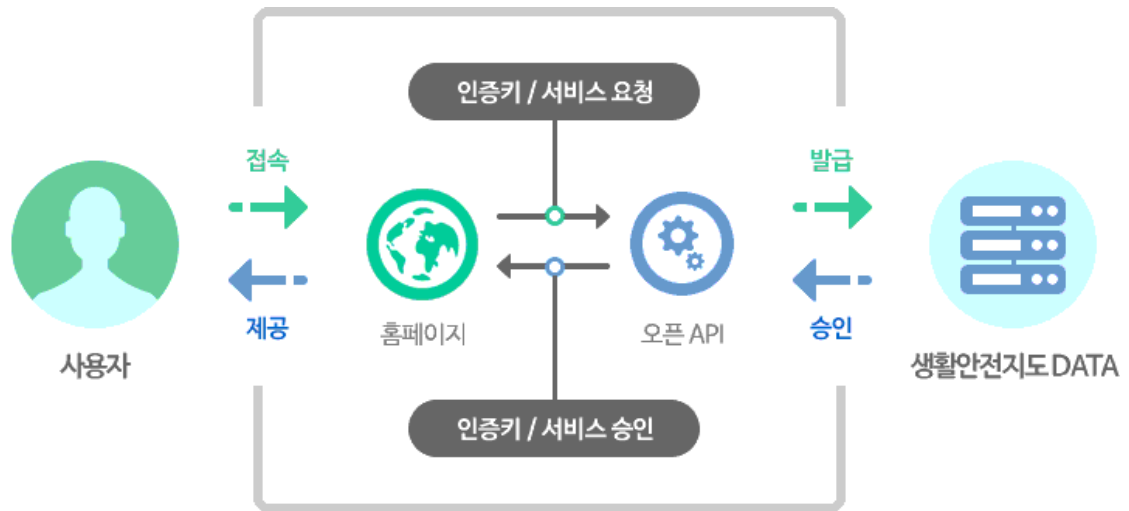 인증키 / 서비스 요청
접속
발급
제공
홈페이지
오픈 API
승인
사용자
생활안전지도 DATA
인증키 / 서비스 승인